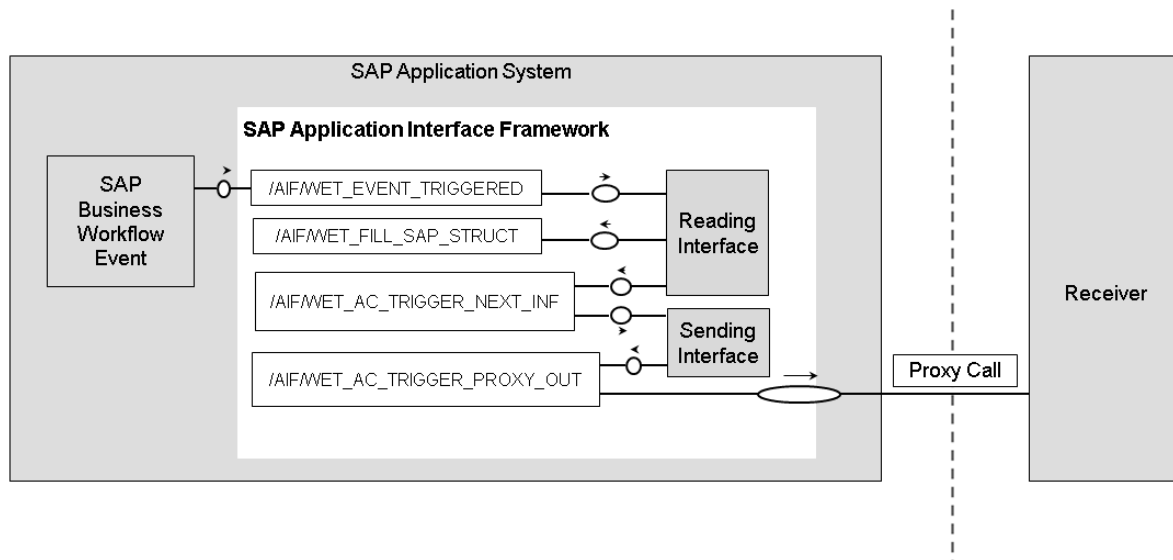 SAP Application System
SAP Application Interface Framework
SAP
Business
Workflow
Event
/AIF/WET_EVENT_TRIGGERED
/AIF/WET_FILL_SAP_STRUCT
/AIF/WET_AC_TRIGGER_NEXT_INF
/AIF/WET_AC_TRIGGER_PROXY_OUT
Reading
Interface
Sending
Interface
Proxy Call
Receiver